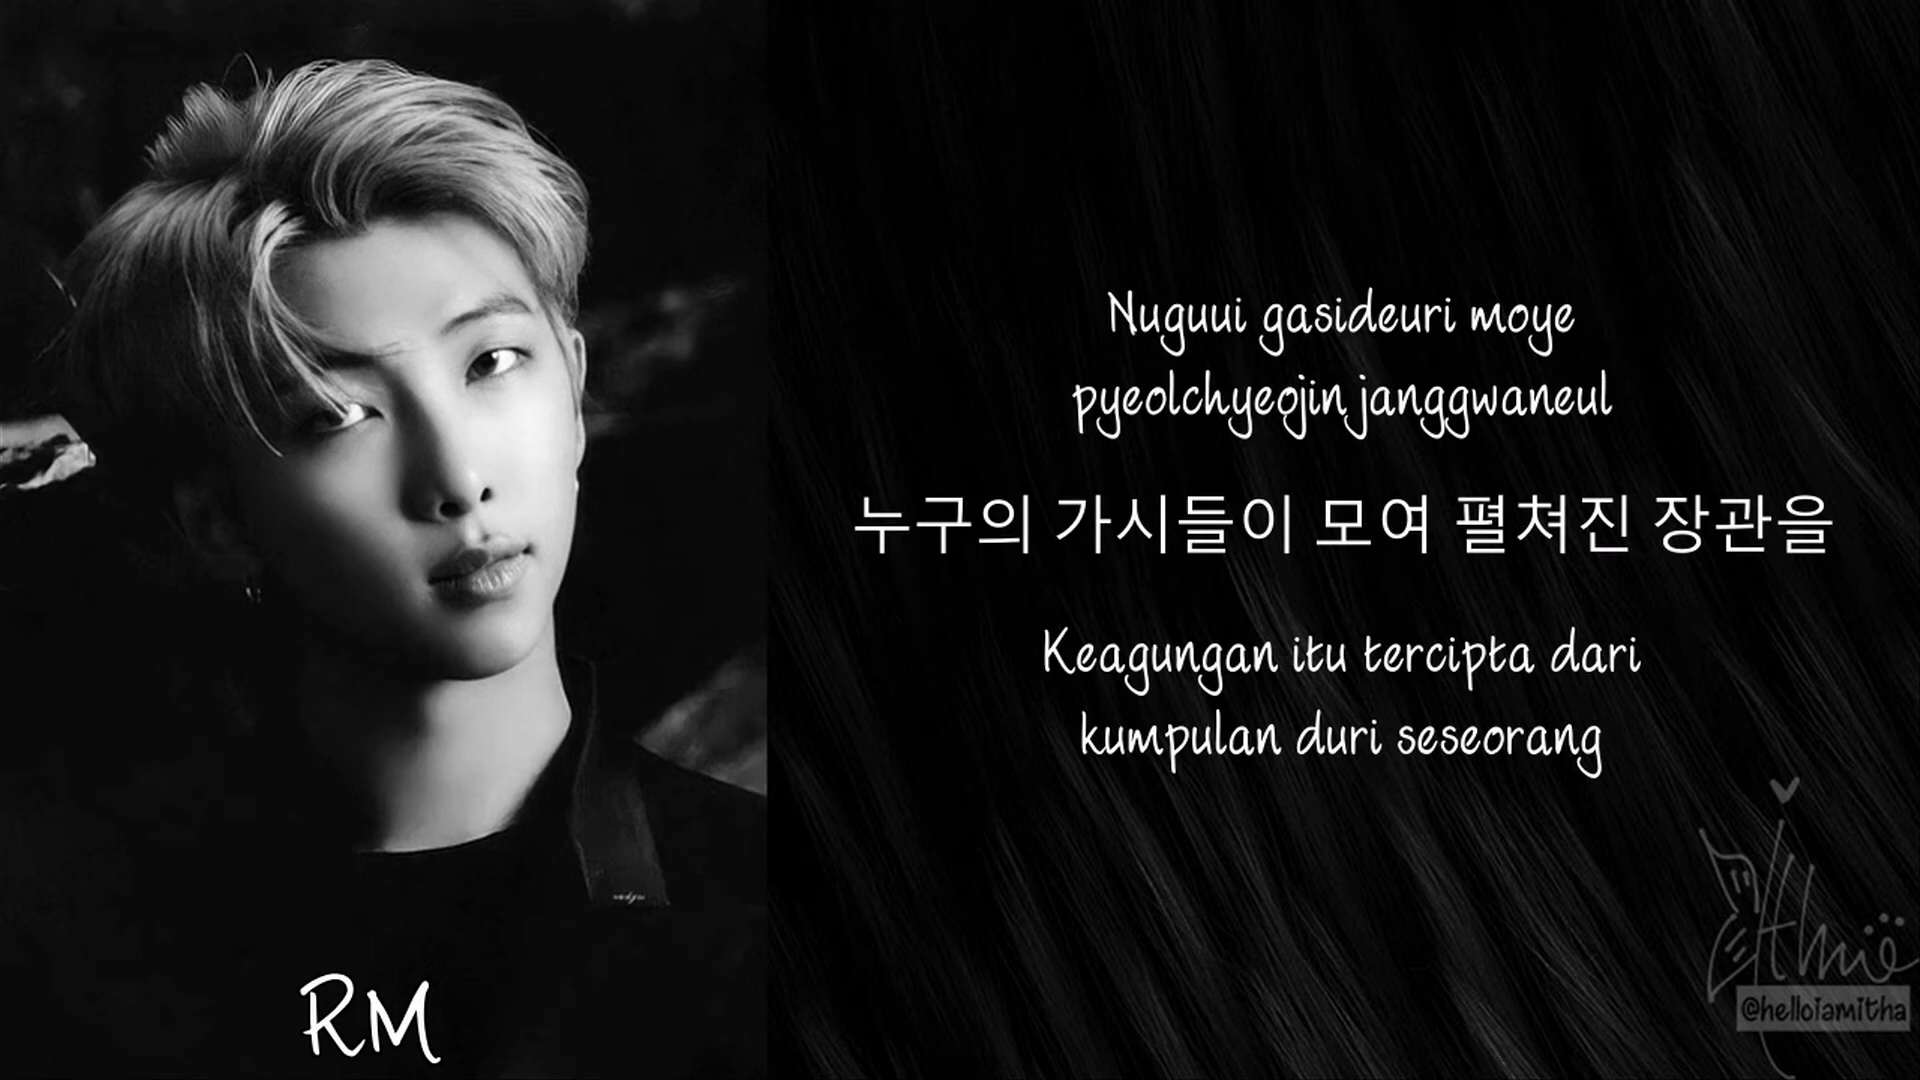 Nuguui gasideuri moye
pyeolchyeojin janggwaneul
누구의 가시들이 모여 펼쳐진 장관을
Keagungan itu tercipta dari
kumpulan duri seseorang
RM
@helloiamitha